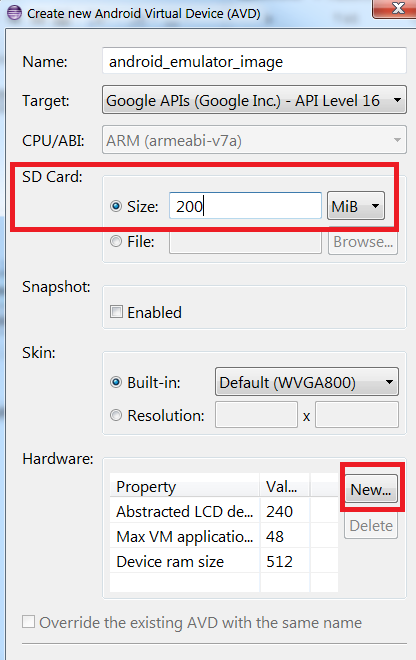 Create new Android Virtual Device (AVD)
Name: android_emulator_image
Target: Google APIs (Google Inc.) - API Level 16
CPU/ABI: ARM (armeabi-v7a)
SD Card:
Size: 200 MiB
File: Browse...
Snapshot:
Enabled
Skin:
Built-in: Default (WVGA800)
Resolution: x
Hardware:
Property Val... New...
Abstracted LCD de... 240 Delete
Max VM applicatio... 48
Device ram size 512
Override the existing AVD with the same name